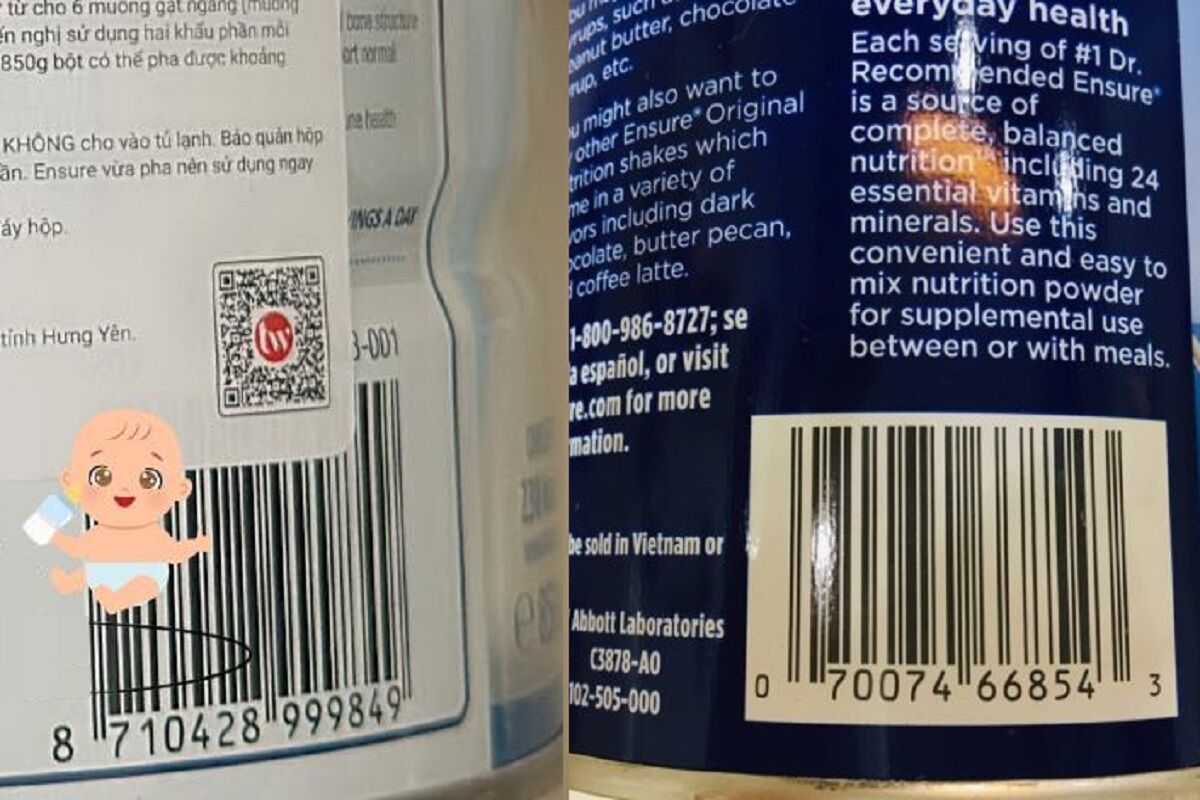 từ cho 6 muỗng gạt ngang (muỗng
ến nghị sử dụng hai khẩu phần mỗi
850g bột có thể pha được khoảng
KHÔNG cho vào tủ lạnh. Bảo quản hộp
ần. Ensure vừa pha nên sử dụng ngay
áy hộp.
tỉnh Hưng Yên.
bone structure
ort normal
ne health
INGS A DAY
3-001
8 710428 999849
rups, such a
eanut butter, chocolate
rup, etc.
u might also want to
other Ensure® Original
trition shakes which
me in a variety of
vors including dark
ocolate, butter pecan,
d coffee latte.
1-800-986-8727; se
a español, or visit
re.com for more
mation.
be sold in Vietnam or
Abbott Laboratories
C3878-A0
102-505-000
everyday health
Each serving of #1 Dr.
Recommended Ensure®
is a source of
complete, balanced
nutrition™ including 24
essential vitamins and
minerals. Use this
convenient and easy to
mix nutrition powder
for supplemental use
between or with meals.
0 70074 66854 3